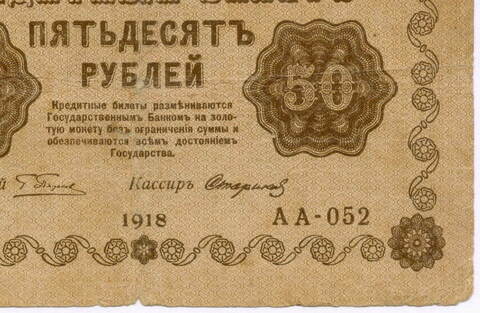 ПЯТЬДЕСЯТЪ
РУБЛЕЙ
50
Кредитные билеты размѣниваются
Государственнымъ Банкомъ на золо-
тую монету безъ ограниченія суммы и
обезпечиваются всѣмъ достояніемъ
Государства.
й
Кассиръ
1918
АА-052